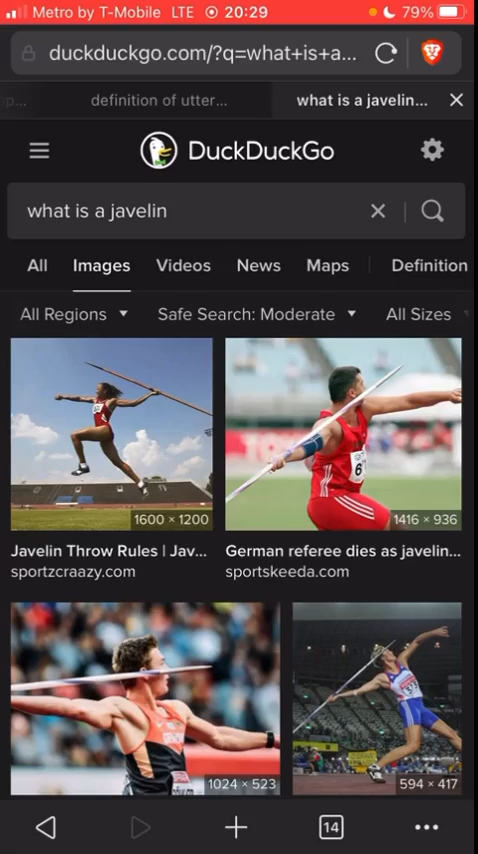 Metro by T-Mobile LTE 20:29 79%
duckduckgo.com/?q=what+is+a...
definition of utter... what is a javelin...
DuckDuckGo
what is a javelin
All Images Videos News Maps Definition
All Regions Safe Search: Moderate All Sizes
1600 × 1200
1416 × 936
Javelin Throw Rules | Jav...
sportzcraazy.com
German referee dies as javelin...
sportskeeda.com
1024 × 523
594 × 417
14